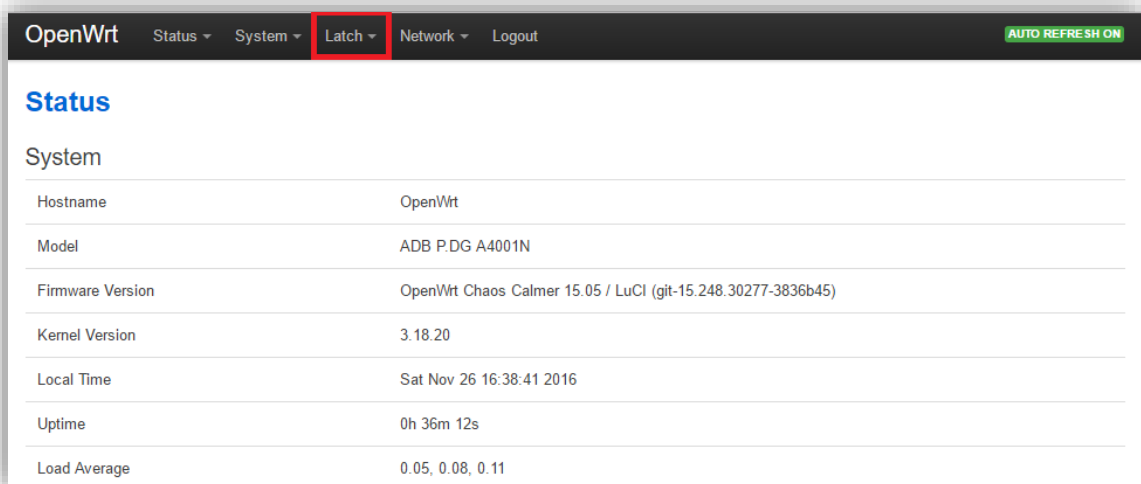 OpenWrt Status System Latch Network Logout AUTO REFRESH ON
Status
System
Hostname OpenWrt
Model ADB P.DG A4001N
Firmware Version OpenWrt Chaos Calmer 15.05 / LuCI (git-15.248.30277-3836b45)
Kernel Version 3.18.20
Local Time Sat Nov 26 16:38:41 2016
Uptime 0h 36m 12s
Load Average 0.05, 0.08, 0.11